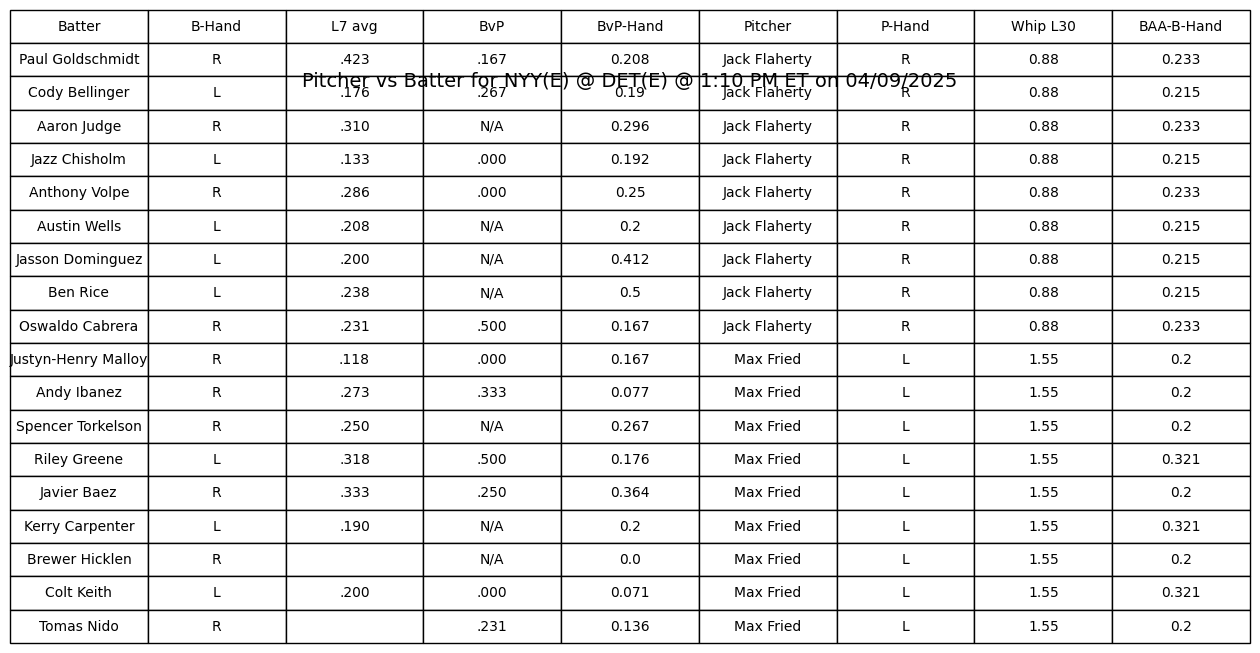 Batter B-Hand L7 avg BvP BvP-Hand Pitcher P-Hand Whip L30 BAA-B-Hand
Paul Goldschmidt R .423 .167 0.208 Jack Flaherty R 0.88 0.233
Pitcher vs Batter for NYY(E) @ DET(E) @ 1:10 PM ET on 04/09/2025
Cody Bellinger L .176 .267 0.19 Jack Flaherty R 0.88 0.215
Aaron Judge R .310 N/A 0.296 Jack Flaherty R 0.88 0.233
Jazz Chisholm L .133 .000 0.192 Jack Flaherty R 0.88 0.215
Anthony Volpe R .286 .000 0.25 Jack Flaherty R 0.88 0.233
Austin Wells L .208 N/A 0.2 Jack Flaherty R 0.88 0.215
Jasson Dominguez L .200 N/A 0.412 Jack Flaherty R 0.88 0.215
Ben Rice L .238 N/A 0.5 Jack Flaherty R 0.88 0.215
Oswaldo Cabrera R .231 .500 0.167 Jack Flaherty R 0.88 0.233
Justyn-Henry Malloy R .118 .000 0.167 Max Fried L 1.55 0.2
Andy Ibanez R .273 .333 0.077 Max Fried L 1.55 0.2
Spencer Torkelson R .250 N/A 0.267 Max Fried L 1.55 0.2
Riley Greene L .318 .500 0.176 Max Fried L 1.55 0.321
Javier Baez R .333 .250 0.364 Max Fried L 1.55 0.2
Kerry Carpenter L .190 N/A 0.2 Max Fried L 1.55 0.321
Brewer Hicklen R N/A 0.0 Max Fried L 1.55 0.2
Colt Keith L .200 .000 0.071 Max Fried L 1.55 0.321
Tomas Nido R .231 0.136 Max Fried L 1.55 0.2